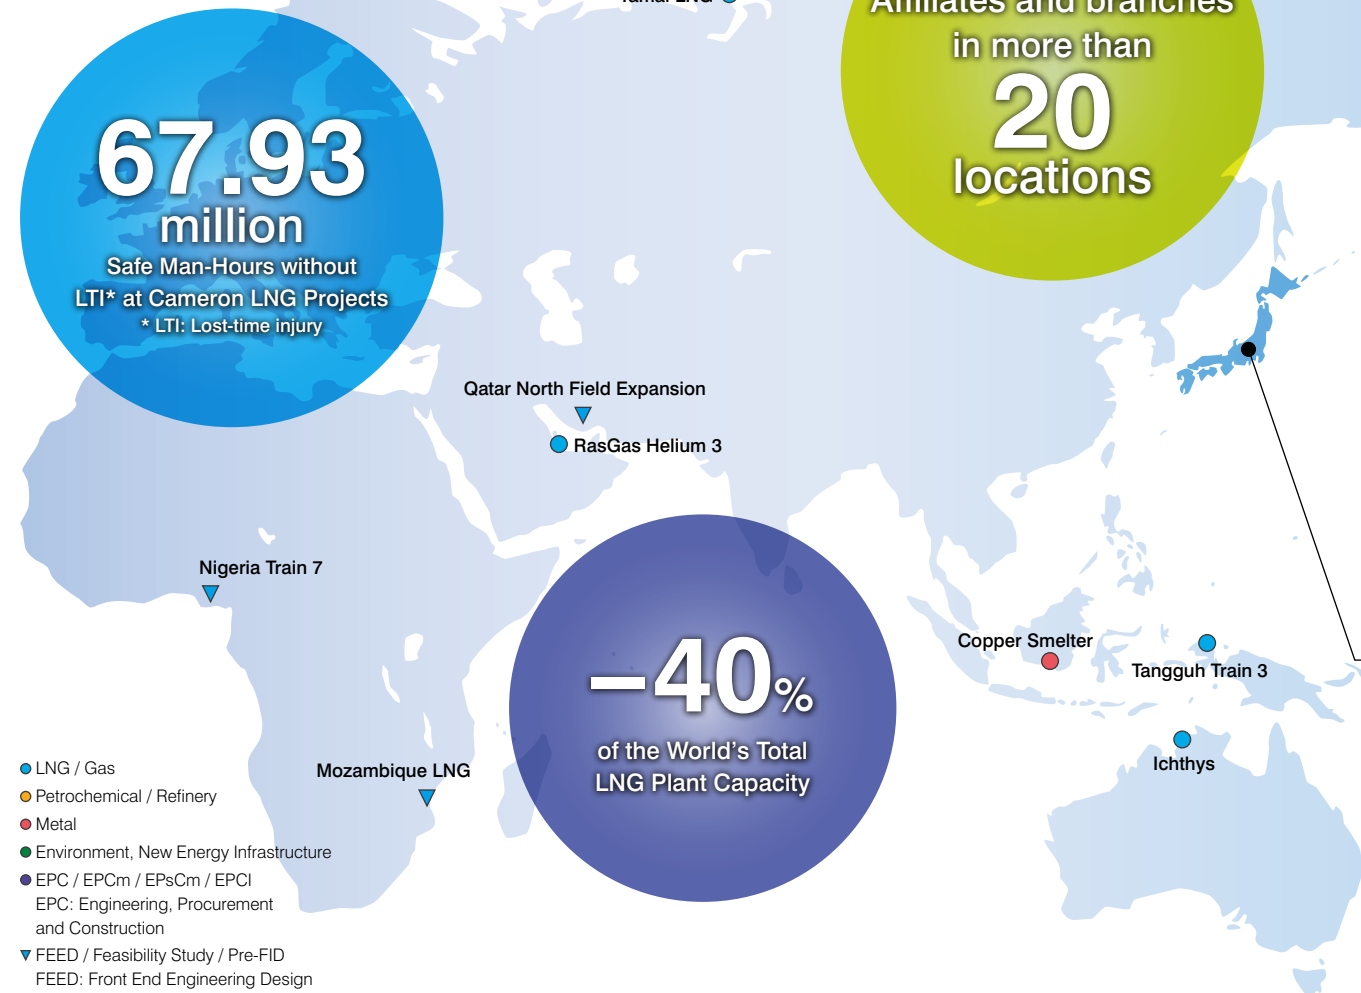 Yamal LNG
Affiliates and branches
in more than
20
locations
67.93
million
Safe Man-Hours without
LTI* at Cameron LNG Projects
* LTI: Lost-time injury
Qatar North Field Expansion
RasGas Helium 3
Nigeria Train 7
–40%
of the World's Total
LNG Plant Capacity
Copper Smelter
Tangguh Train 3
Ichthys
Mozambique LNG
LNG / Gas
Petrochemical / Refinery
Metal
Environment, New Energy Infrastructure
EPC / EPCm / EPsCm / EPCI
EPC: Engineering, Procurement
and Construction
FEED / Feasibility Study / Pre-FID
FEED: Front End Engineering Design